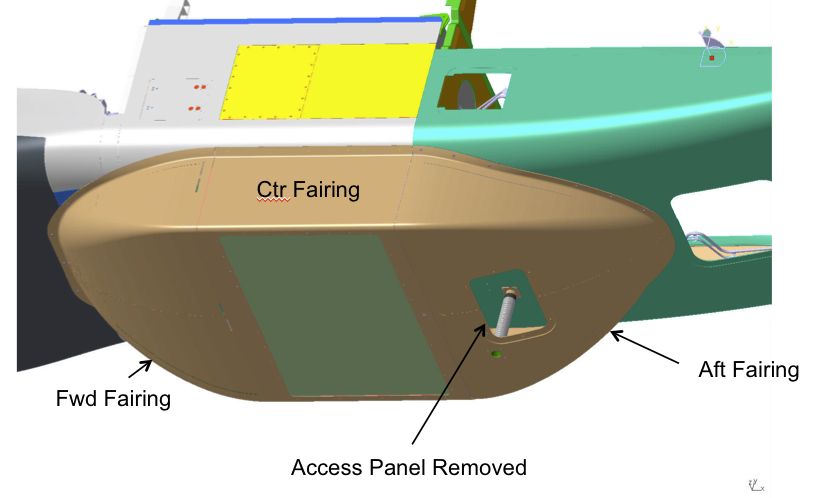 Ctr Fairing
Aft Fairing
Fwd Fairing
Access Panel Removed
z y x